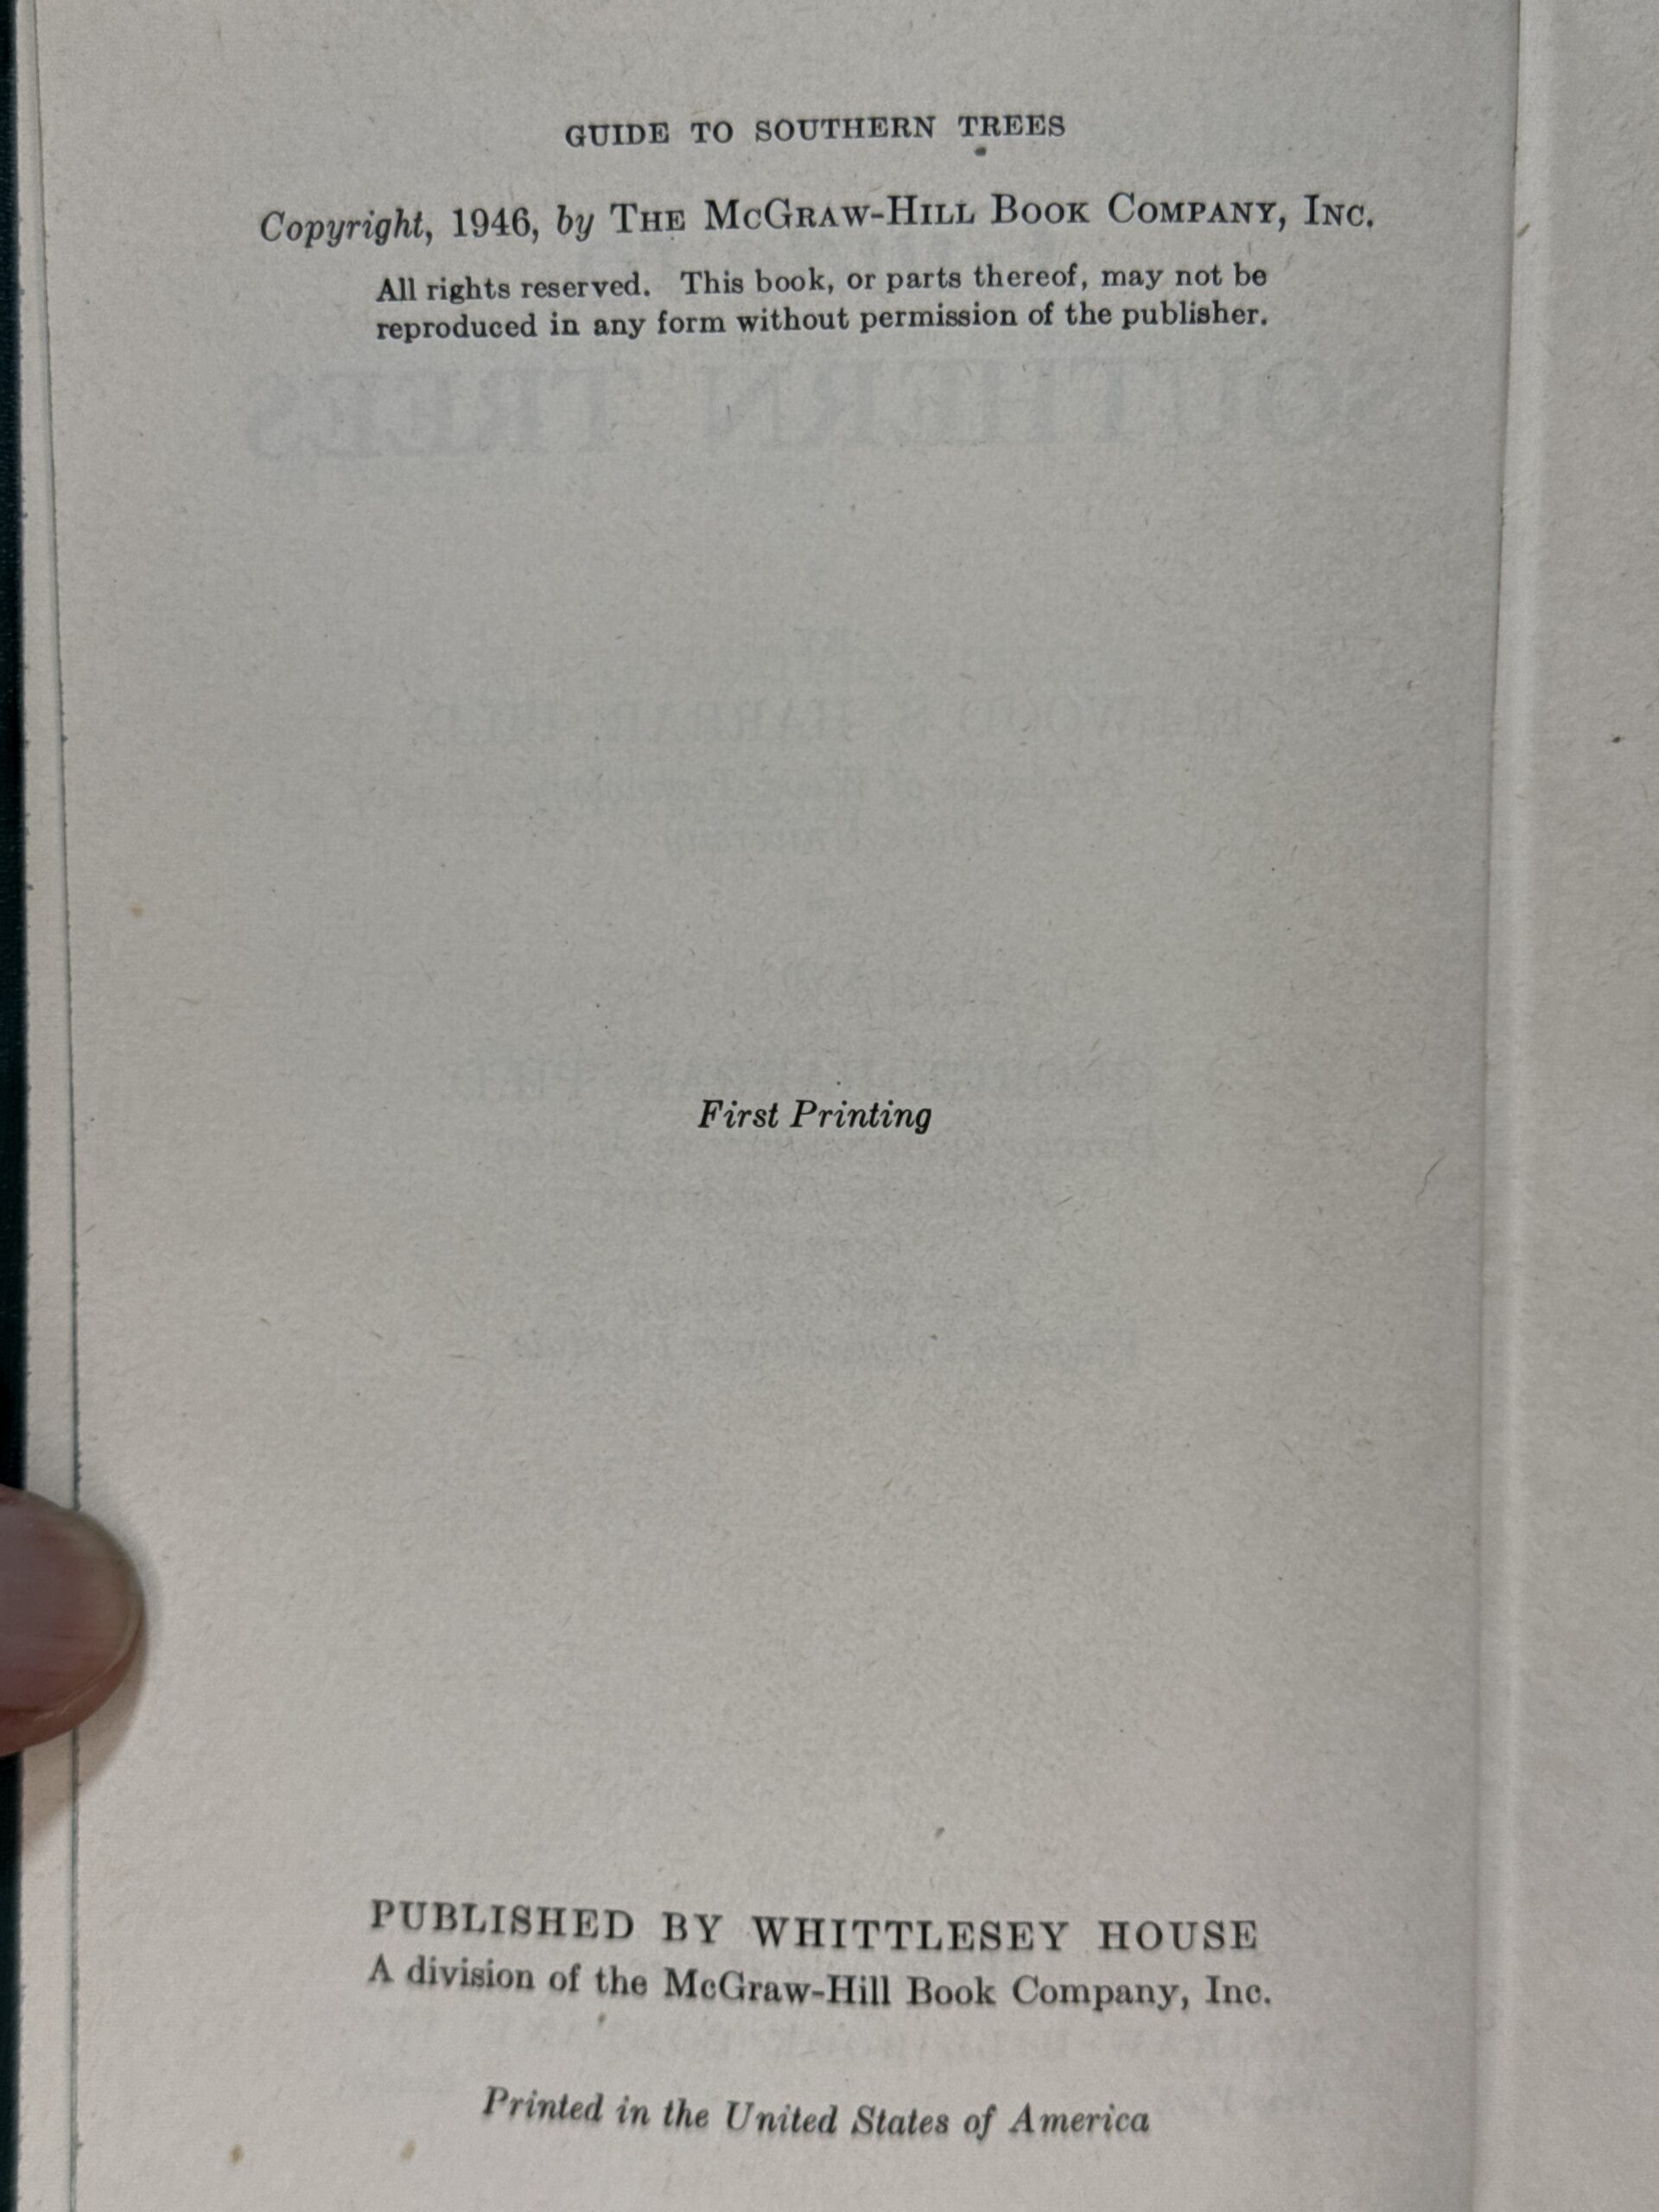 GUIDE TO SOUTHERN TREES
Copyright, 1946, by THE MCGRAW-HILL BOOK COMPANY, INC.
All rights reserved. This book, or parts thereof, may not be
reproduced in any form without permission of the publisher.
SOUTHERN TREES
First Printing
PUBLISHED BY WHITTLESEY HOUSE
A division of the McGraw-Hill Book Company, Inc.
Printed in the United States of America